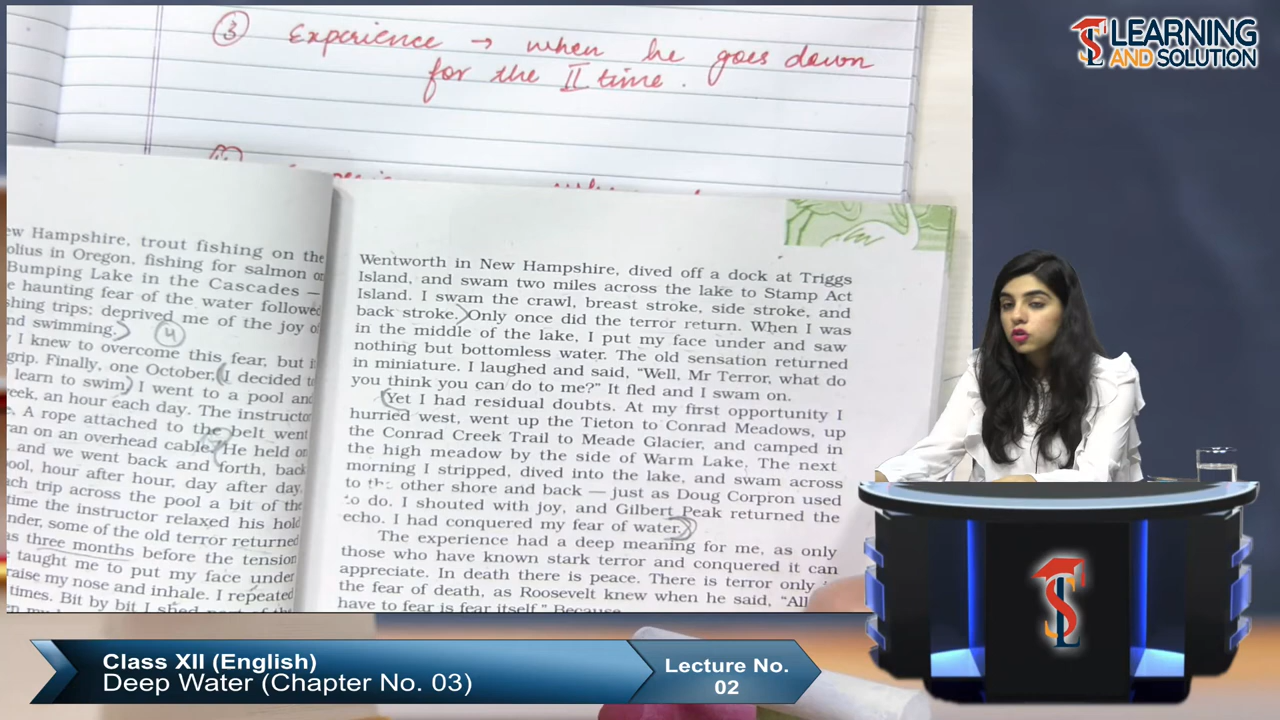 ③ Experience → when he goes down
for the II time.
SL LEARNING
AND SOLUTION
ew Hampshire, trout fishing on the
olius in Oregon, fishing for salmon
Bumping Lake in the Cascades —
e haunting fear of the water followed
shing trips; deprived me of the joy of
nd swimming.
④
I knew to overcome this fear, but
grip. Finally, one October, I decided
learn to swim. I went to a pool and
eek, an hour each day. The instructor
A rope attached to the belt went
ran on an overhead cable. He held on
and we went back and forth, back
ool, hour after hour, day after day,
ach trip across the pool a bit of the
time the instructor relaxed his hold
nder, some of the old terror returned
as three months before the tension
taught me to put my face under
raise my nose and inhale. I repeated
times. Bit by bit I shed
Wentworth in New Hampshire, dived off a dock at Triggs
Island, and swam two miles across the lake to Stamp Act
Island. I swam the crawl, breast stroke, side stroke, and
back stroke. Only once did the terror return. When I was
in the middle of the lake, I put my face under and saw
nothing but bottomless water. The old sensation returned
in miniature. I laughed and said, “Well, Mr Terror, what do
you think you can do to me?” It fled and I swam on.
Yet I had residual doubts. At my first opportunity I
hurried west, went up the Tieton to Conrad Meadows, up
the Conrad Creek Trail to Meade Glacier, and camped in
the high meadow by the side of Warm Lake. The next
morning I stripped, dived into the lake, and swam across
to the other shore and back — just as Doug Corpron used
to do. I shouted with joy, and Gilbert Peak returned the
echo. I had conquered my fear of water.
The experience had a deep meaning for me, as only
those who have known stark terror and conquered it can
appreciate. In death there is peace. There is terror only
the fear of death, as Roosevelt knew when he said, “All
have to fear is fear itself.” Because
SL
Class XII (English)
Deep Water (Chapter No. 03)
Lecture No.
02